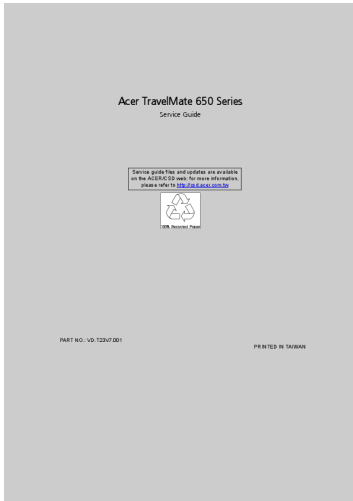 Acer TravelMate 650 Series
Service Guide
Service guide files and updates are available
on the ACER/CSD web; for more information,
please refer to http://csd.acer.com.tw
100% Recycled Paper
PART NO.: VD.T23V7.001
PRINTED IN TAIWAN